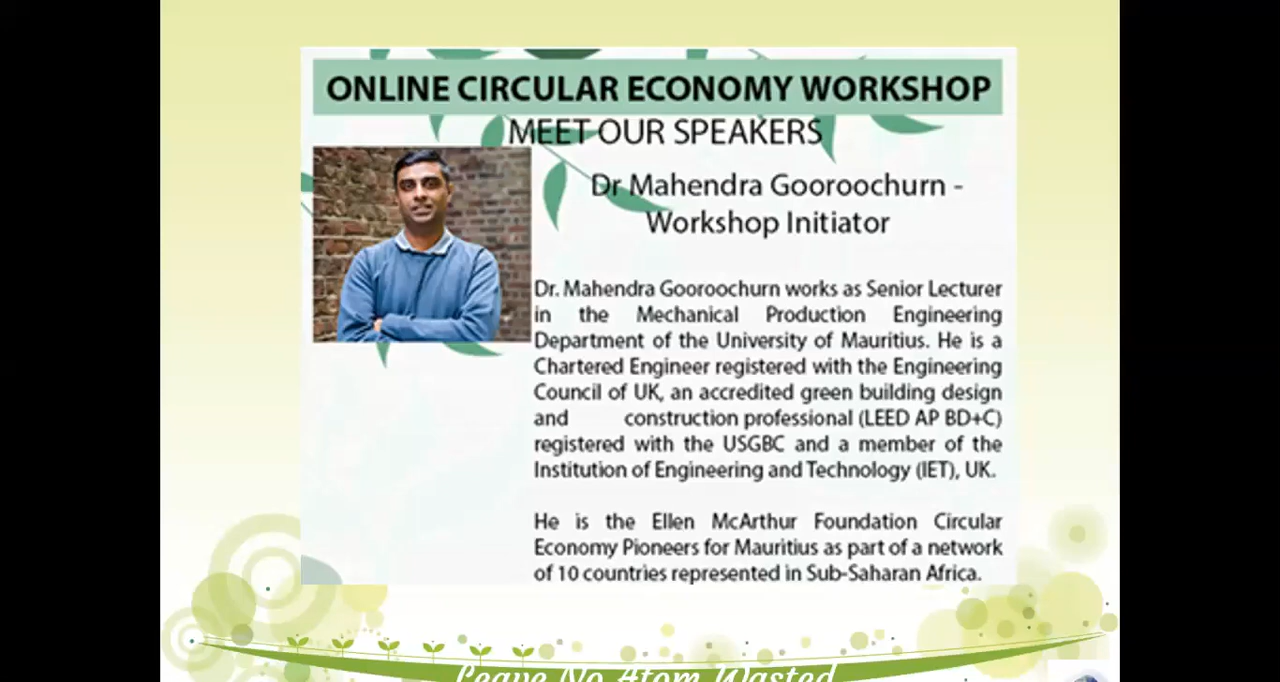 ONLINE CIRCULAR ECONOMY WORKSHOP
MEET OUR SPEAKERS
Dr Mahendra Gooroochurn -
Workshop Initiator
Dr. Mahendra Gooroochurn works as Senior Lecturer
in the Mechanical Production Engineering
Department of the University of Mauritius. He is a
Chartered Engineer registered with the Engineering
Council of UK, an accredited green building design
and construction professional (LEED AP BD+C)
registered with the USGBC and a member of the
Institution of Engineering and Technology (IET), UK.
He is the Ellen McArthur Foundation Circular
Economy Pioneers for Mauritius as part of a network
of 10 countries represented in Sub-Saharan Africa.
Leave No Atom Wasted